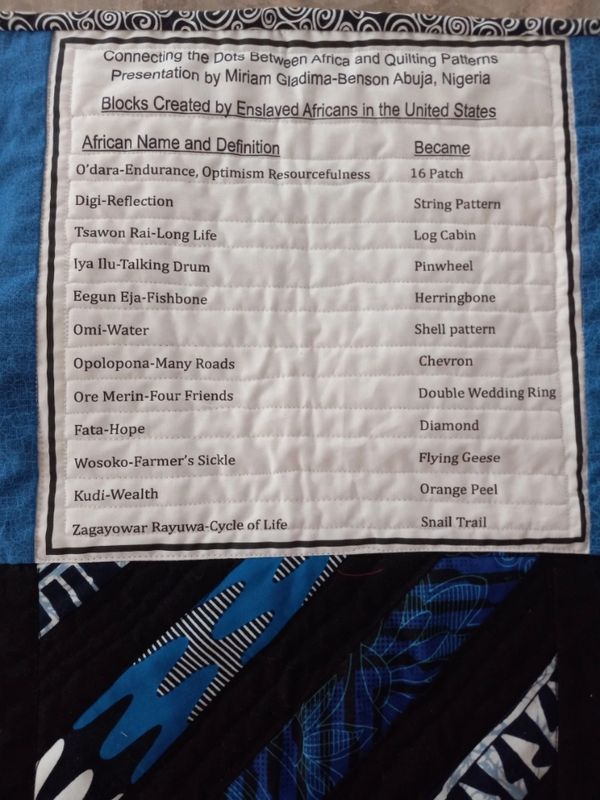 Connecting the Dots Between Africa and Quilting Patterns
Presentation by Miriam Gladima-Benson Abuja, Nigeria
Blocks Created by Enslaved Africans in the United States
African Name and Definition Became
O'dara-Endurance, Optimism Resourcefulness 16 Patch
Digi-Reflection String Pattern
Tsawon Rai-Long Life Log Cabin
Iya Ilu-Talking Drum Pinwheel
Eegun Eja-Fishbone Herringbone
Omi-Water Shell pattern
Opolopona-Many Roads Chevron
Ore Merin-Four Friends Double Wedding Ring
Fata-Hope Diamond
Wosoko-Farmer's Sickle Flying Geese
Kudi-Wealth Orange Peel
Zagayowar Rayuwa-Cycle of Life Snail Trail